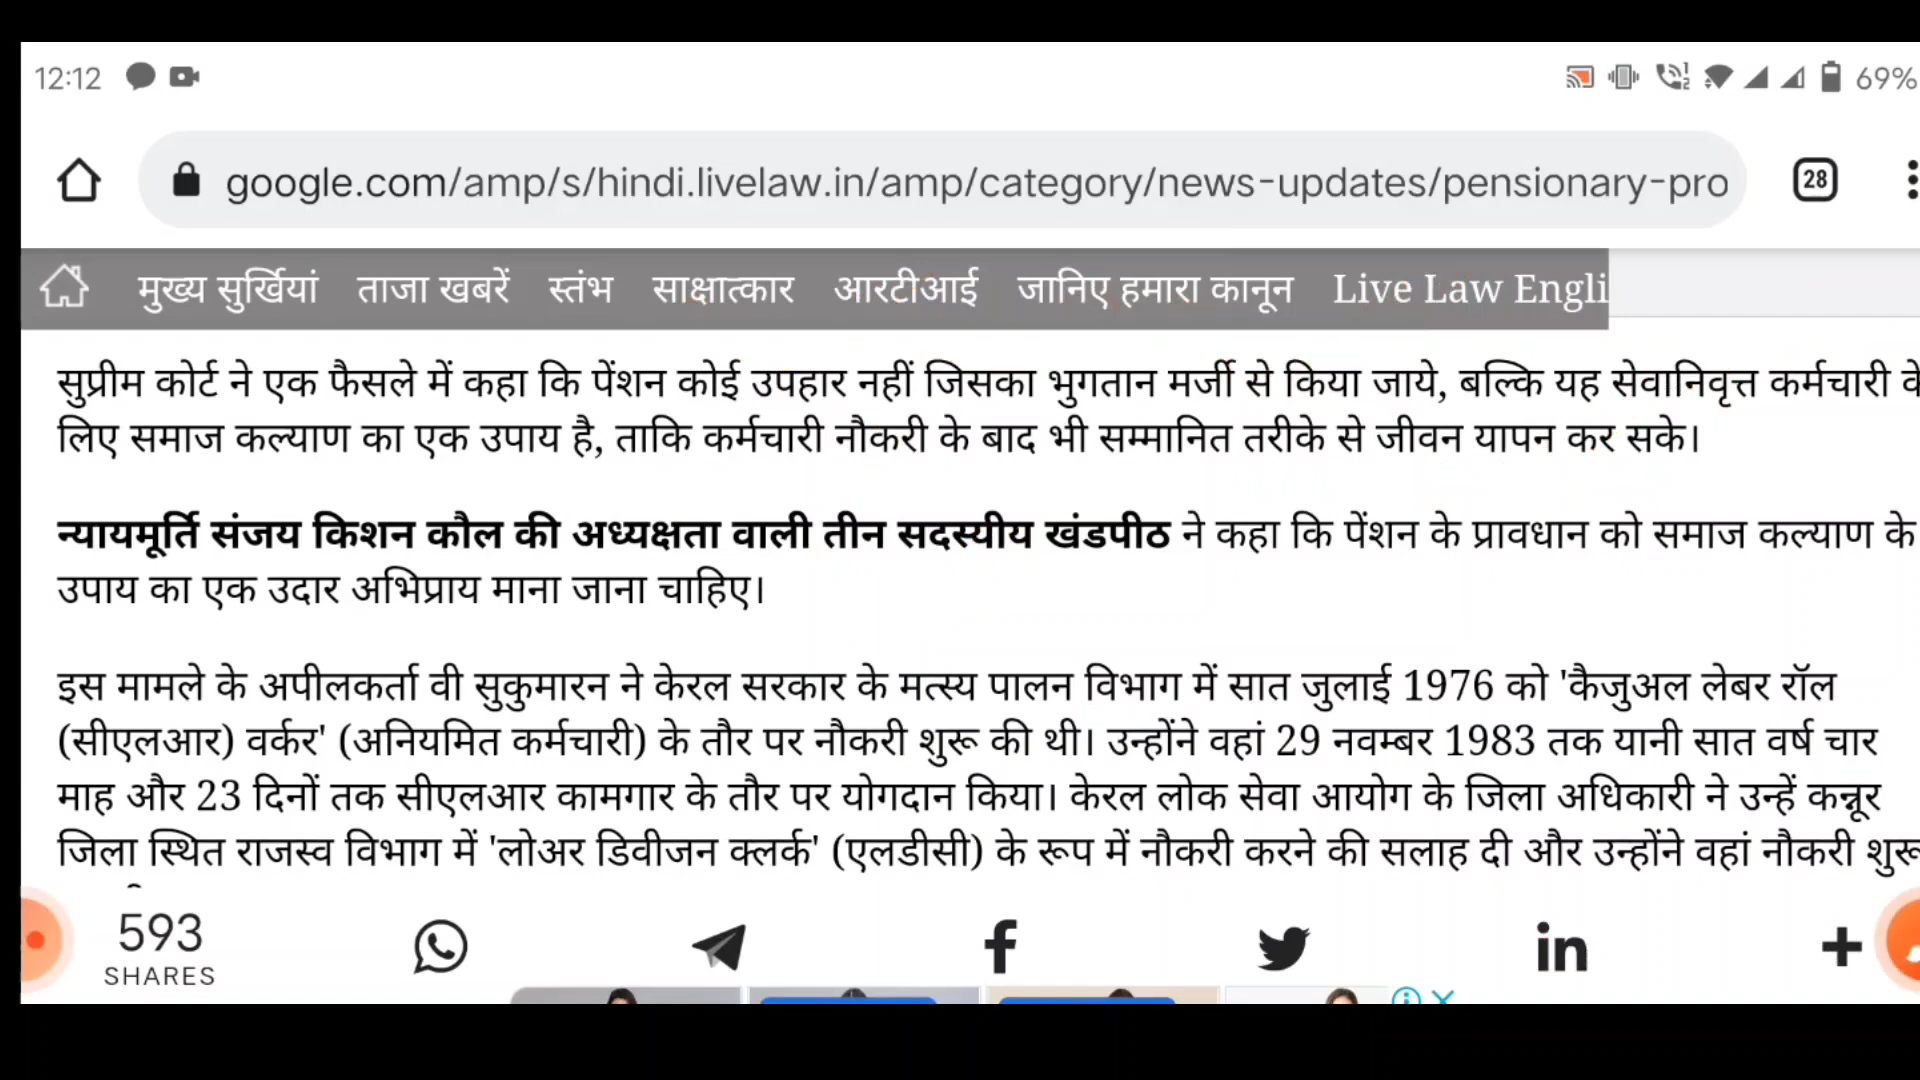 12:12
69%
google.com/amp/s/hindi.livelaw.in/amp/category/news-updates/pensionary-pro
28
मुख्य सुर्खियां ताजा खबरें स्तंभ साक्षात्कार आरटीआई जानिए हमारा कानून Live Law Engli
सुप्रीम कोर्ट ने एक फैसले में कहा कि पेंशन कोई उपहार नहीं जिसका भुगतान मर्जी से किया जाये, बल्कि यह सेवानिवृत्त कर्मचारी के
लिए समाज कल्याण का एक उपाय है, ताकि कर्मचारी नौकरी के बाद भी सम्मानित तरीके से जीवन यापन कर सके।
न्यायमूर्ति संजय किशन कौल की अध्यक्षता वाली तीन सदस्यीय खंडपीठ ने कहा कि पेंशन के प्रावधान को समाज कल्याण के
उपाय का एक उदार अभिप्राय माना जाना चाहिए।
इस मामले के अपीलकर्ता वी सुकुमारन ने केरल सरकार के मत्स्य पालन विभाग में सात जुलाई 1976 को 'कैजुअल लेबर रॉल
(सीएलआर) वर्कर' (अनियमित कर्मचारी) के तौर पर नौकरी शुरू की थी। उन्होंने वहां 29 नवम्बर 1983 तक यानी सात वर्ष चार
माह और 23 दिनों तक सीएलआर कामगार के तौर पर योगदान किया। केरल लोक सेवा आयोग के जिला अधिकारी ने उन्हें कन्नूर
जिला स्थित राजस्व विभाग में 'लोअर डिवीजन क्लर्क' (एलडीसी) के रूप में नौकरी करने की सलाह दी और उन्होंने वहां नौकरी शुरू
593
SHARES